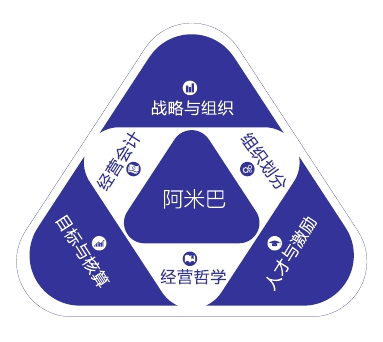 战略与组织
经营会计
组织划分
阿米巴
目标与核算
经营哲学
人才与激励